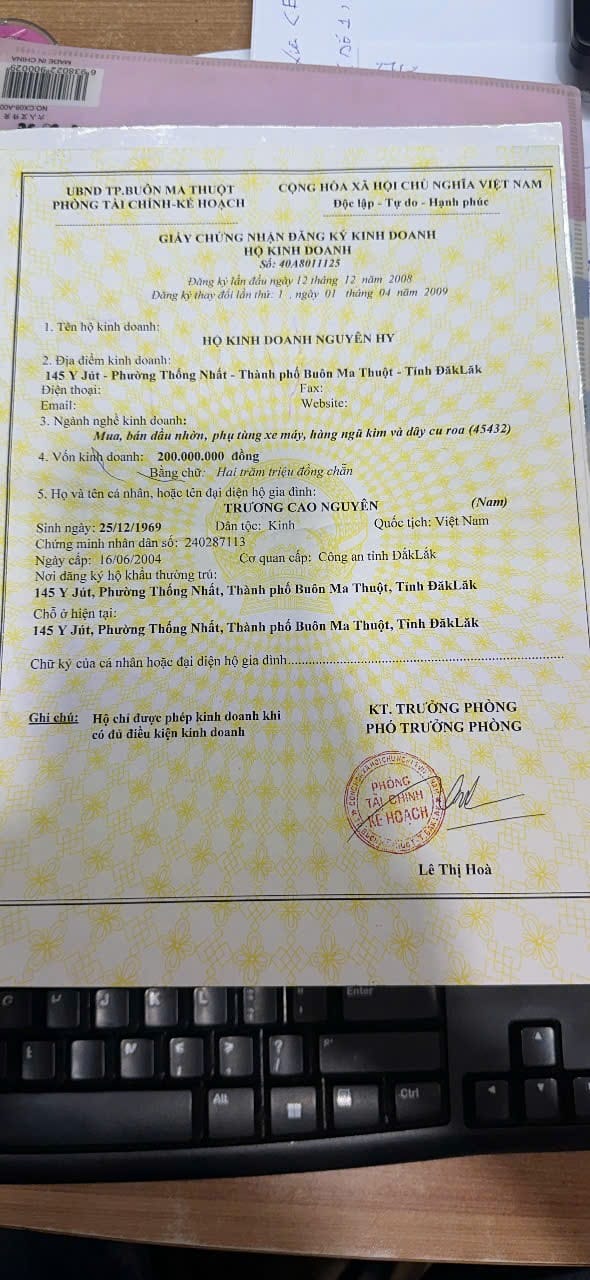 MADE IN CHINA
6 938022 900029
UBND TP.BUÔN MA THUỘT
PHÒNG TÀI CHÍNH-KẾ HOẠCH
CỘNG HÒA XÃ HỘI CHỦ NGHĨA VIỆT NAM
Độc lập - Tự do - Hạnh phúc
GIẤY CHỨNG NHẬN ĐĂNG KÝ KINH DOANH
HỘ KINH DOANH
Số: 40A8011125
Đăng ký lần đầu ngày 12 tháng 12 năm 2008
Đăng ký thay đổi lần thứ: 1 , ngày 01 tháng 04 năm 2009
1. Tên hộ kinh doanh:
HỘ KINH DOANH NGUYÊN HY
2. Địa điểm kinh doanh:
145 Y Jút - Phường Thống Nhất - Thành phố Buôn Ma Thuột - Tỉnh ĐăkLăk
Điện thoại: Fax:
Email: Website:
3. Ngành nghề kinh doanh:
Mua, bán dầu nhờn, phụ tùng xe máy, hàng ngũ kim và dây cu roa (45432)
4. Vốn kinh doanh: 200.000.000 đồng
Bằng chữ: Hai trăm triệu đồng chẵn
5. Họ và tên cá nhân, hoặc tên đại diện hộ gia đình:
TRƯƠNG CAO NGUYÊN (Nam)
Sinh ngày: 25/12/1969 Dân tộc: Kinh Quốc tịch: Việt Nam
Chứng minh nhân dân số: 240287113
Ngày cấp: 16/06/2004 Cơ quan cấp: Công an tỉnh ĐắkLắk
Nơi đăng ký hộ khẩu thường trú:
145 Y Jút, Phường Thống Nhất, Thành phố Buôn Ma Thuột, Tỉnh ĐăkLăk
Chỗ ở hiện tại:
145 Y Jút, Phường Thống Nhất, Thành phố Buôn Ma Thuột, Tỉnh ĐăkLăk
Chữ ký của cá nhân hoặc đại diện hộ gia đình
Ghi chú: Hộ chỉ được phép kinh doanh khi
có đủ điều kiện kinh doanh
KT. TRƯỞNG PHÒNG
PHÓ TRƯỞNG PHÒNG
PHÒNG
TÀI CHÍNH
KẾ HOẠCH
Lê Thị Hoà
J K L Enter
Alt Ctrl